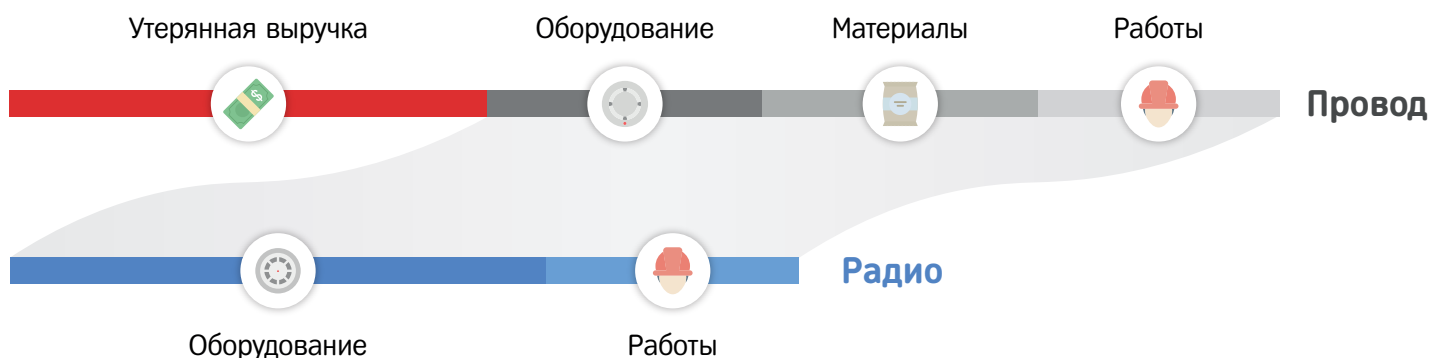 Утерянная выручка
Оборудование
Материалы
Работы
Провод
Радио
Оборудование
Работы